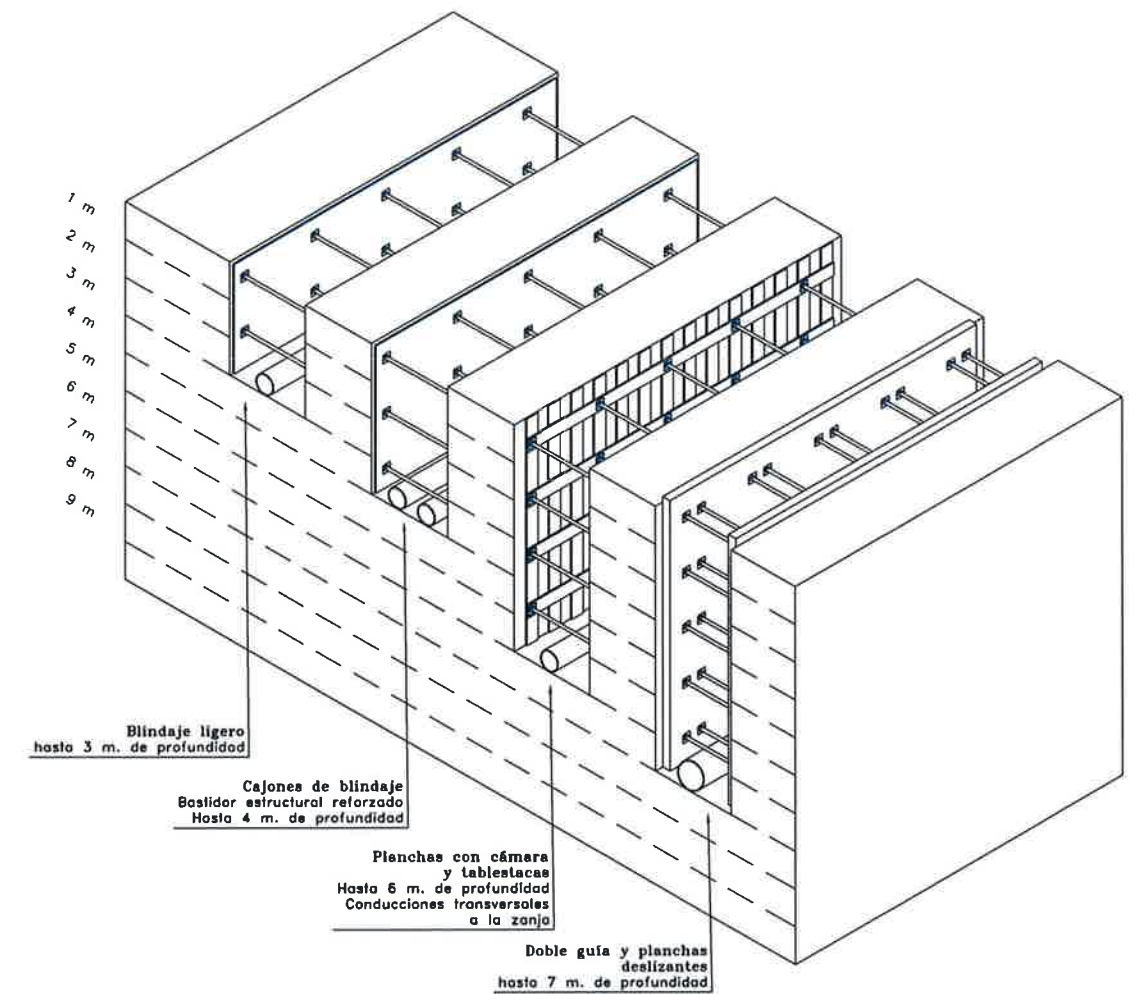 1 m
2 m
3 m
4 m
5 m
6 m
7 m
8 m
9 m
Blindaje ligero
hasta 3 m. de profundidad
Cajones de blindaje
Bastidor estructural reforzado
Hasta 4 m. de profundidad
Planchas con cámara
y tablestacas
Hasta 6 m. de profundidad
Conducciones transversales
a la zanja
Doble guía y planchas
deslizantes
hasta 7 m. de profundidad